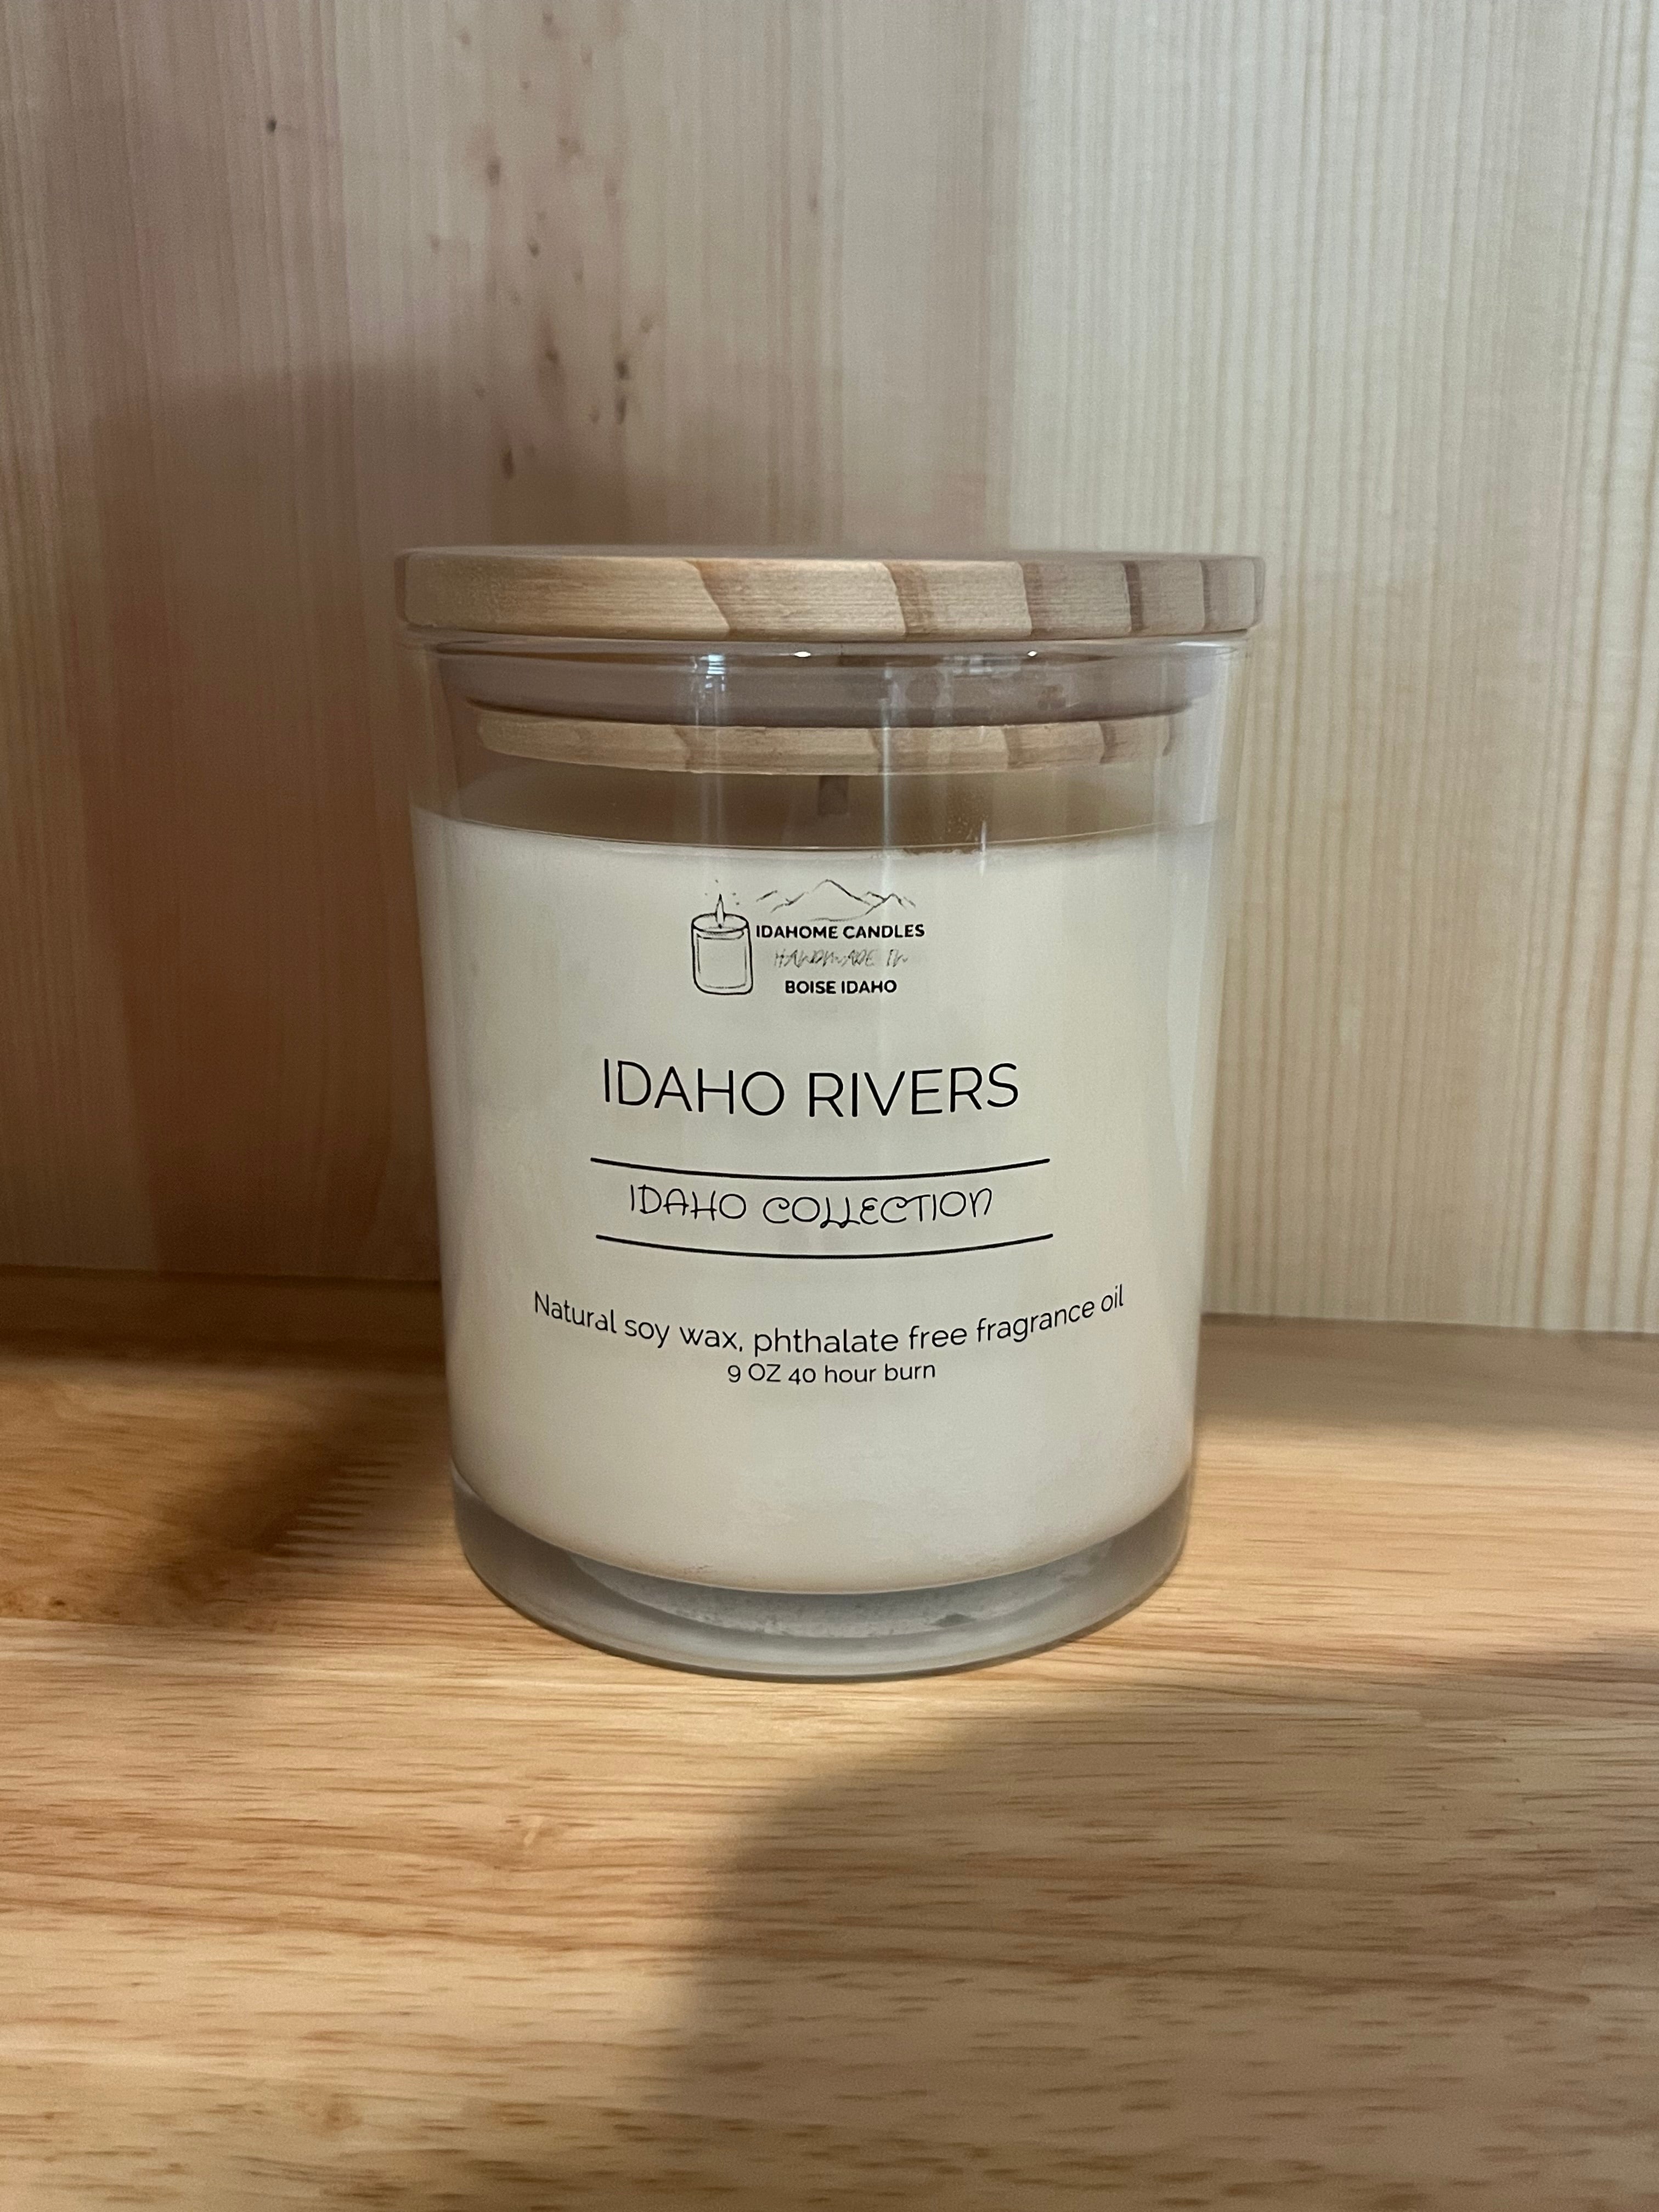 IDAHOME CANDLES
HANDMADE IN
BOISE IDAHO
IDAHO RIVERS
IDAHO COLLECTION
Natural soy wax, phthalate free fragrance oil
9 OZ 40 hour burn